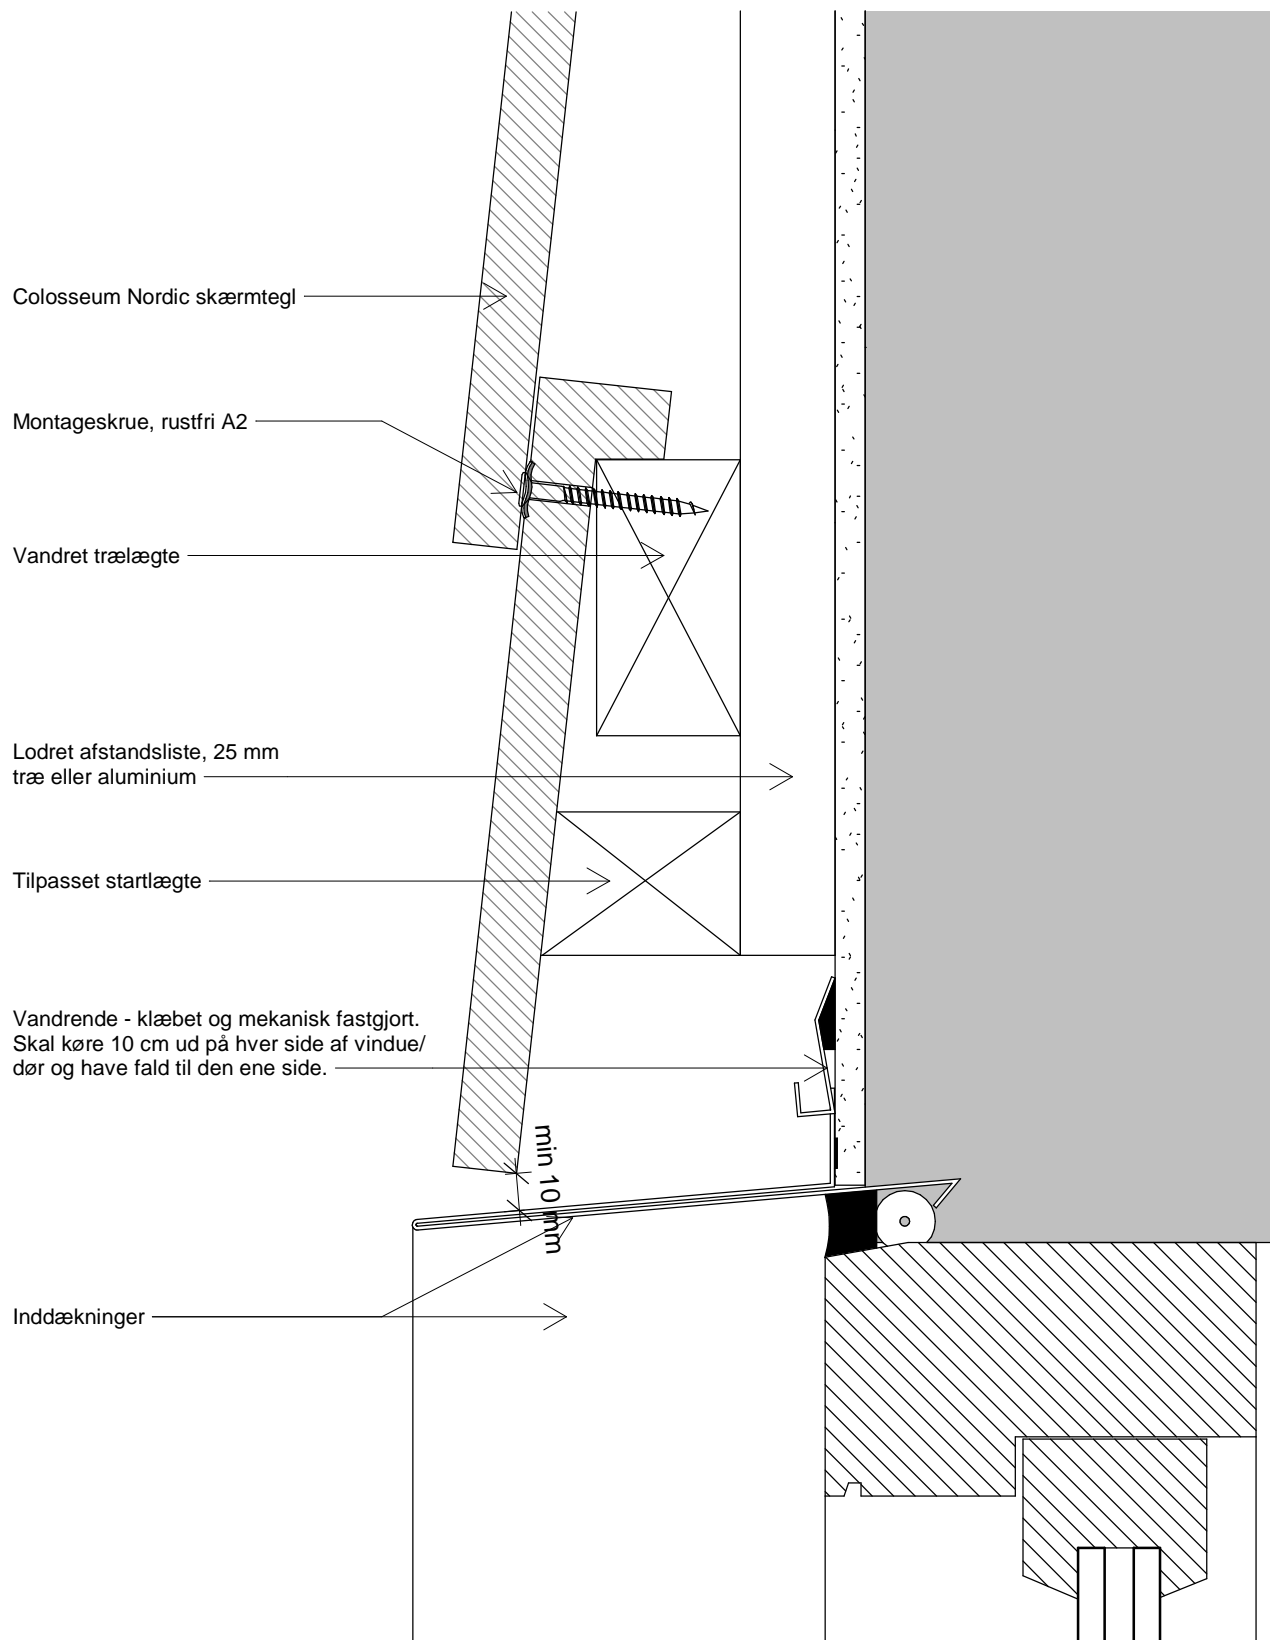 Colosseum Nordic skærmtegl
Montageskrue, rustfri A2
Vandret trælægte
Lodret afstandsliste, 25 mm
træ eller aluminium
Tilpasset startlægte
Vandrende - klæbet og mekanisk fastgjort.
Skal køre 10 cm ud på hver side af vindue/
dør og have fald til den ene side.
min 10 mm
Inddækninger